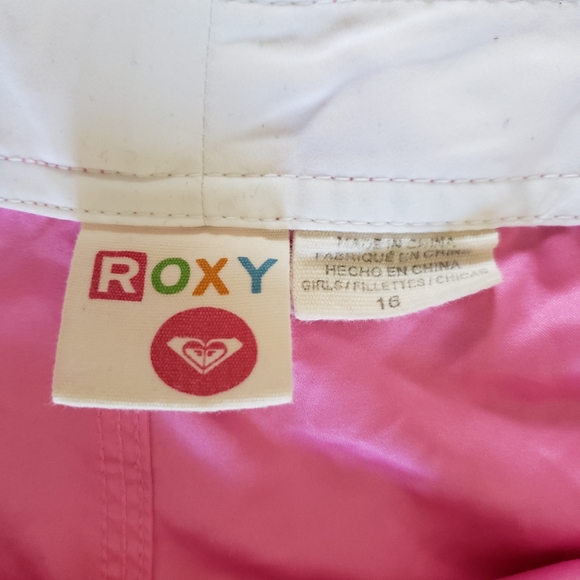 ROXY
MADE IN CHINA
FABRIQUÉ EN CHINE
HECHO EN CHINA
GIRLS/FILLETTES/CHICAS
16